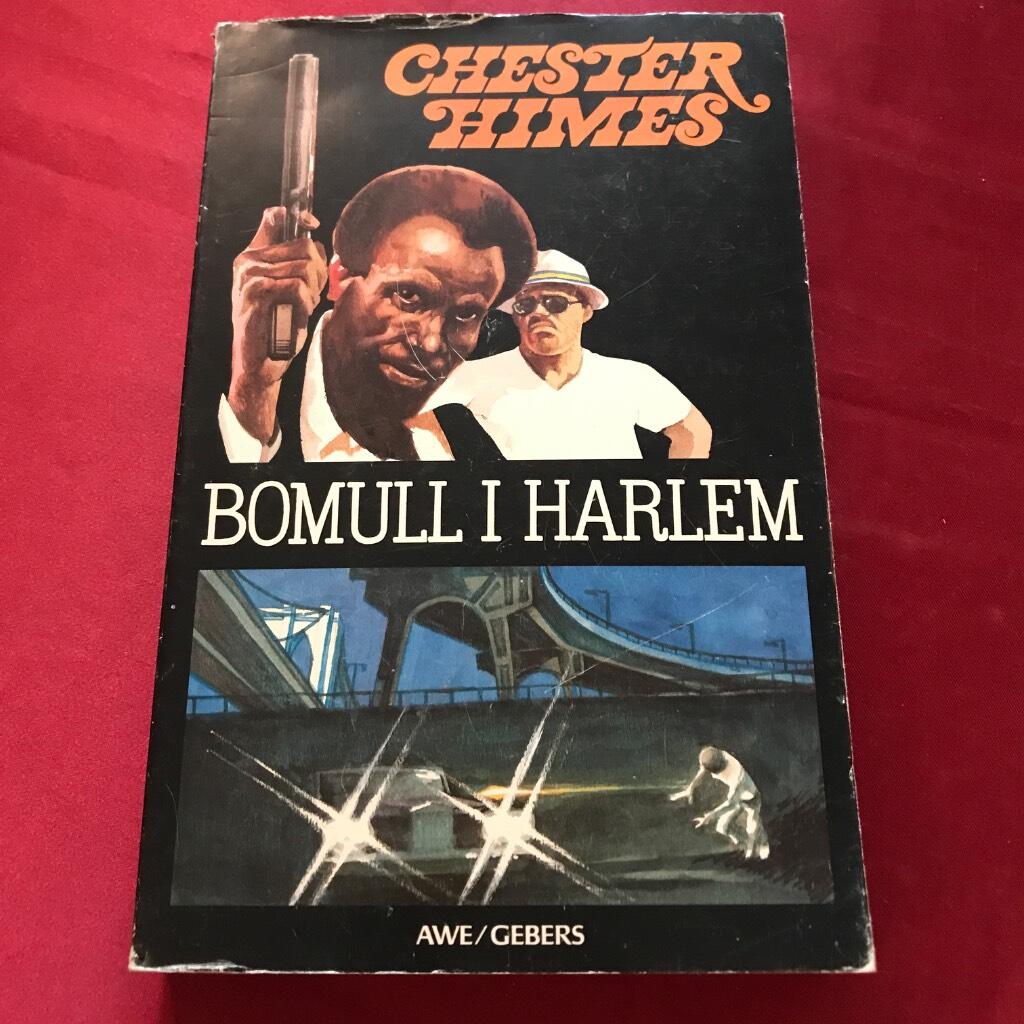 CHESTER
HIMES
BOMULL I HARLEM
AWE/GEBERS